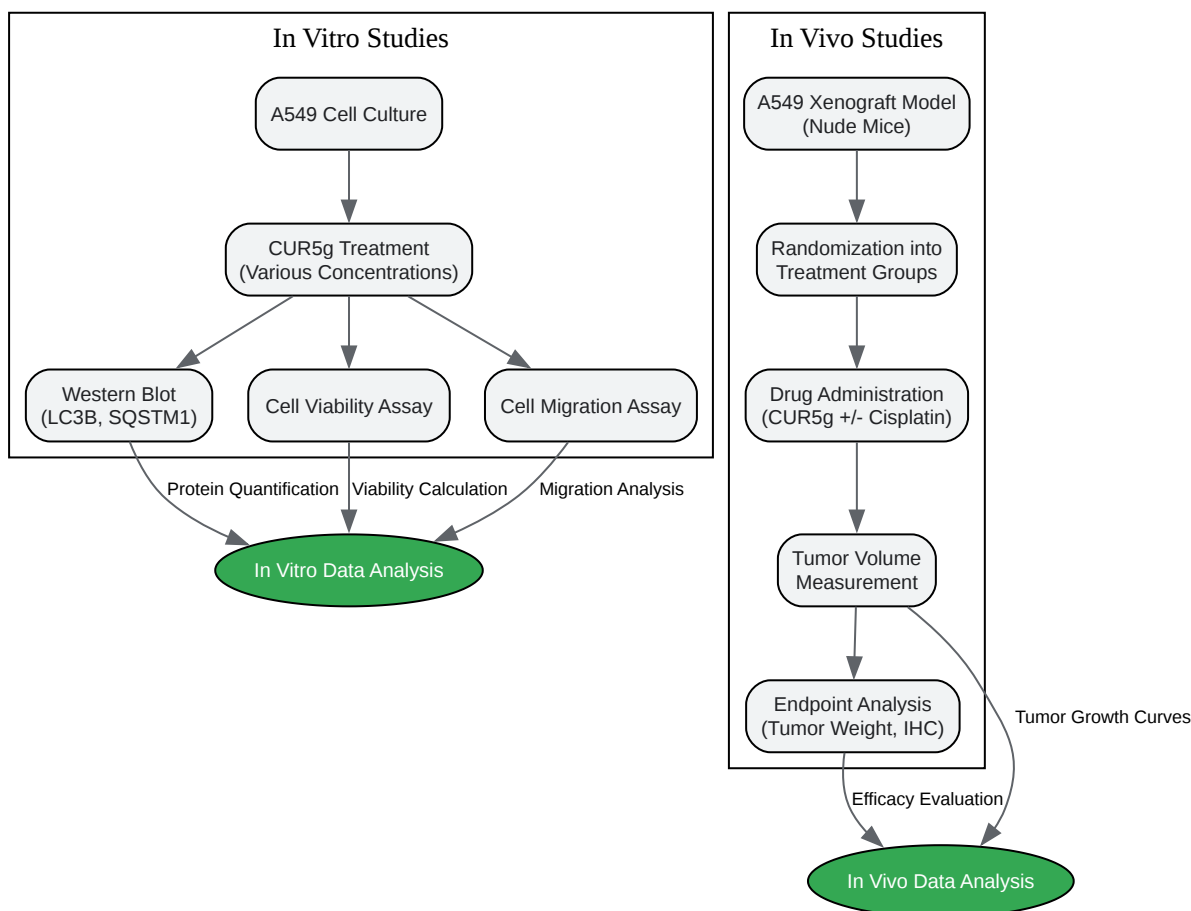 In Vitro Studies
A549 Cell Culture
CUR5g Treatment
(Various Concentrations)
Western Blot
(LC3B, SQSTM1)
Cell Viability Assay
Cell Migration Assay
Protein Quantification
Viability Calculation
Migration Analysis
In Vitro Data Analysis
In Vivo Studies
A549 Xenograft Model
(Nude Mice)
Randomization into
Treatment Groups
Drug Administration
(CUR5g +/- Cisplatin)
Tumor Volume
Measurement
Endpoint Analysis
(Tumor Weight, IHC)
Tumor Growth Curves
Efficacy Evaluation
In Vivo Data Analysis